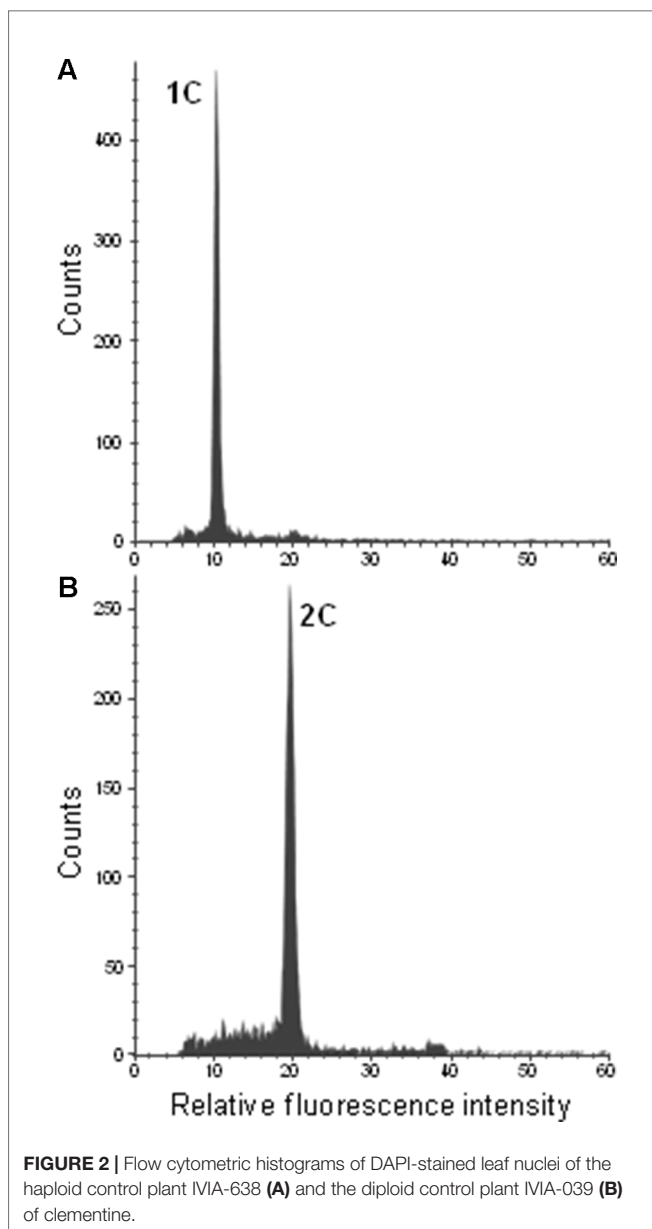 A
1C
Counts
400
300
200
100
0
0 10 20 30 40 50 60
B
2C
Counts
250
200
150
100
50
0
0 10 20 30 40 50 60
Relative fluorescence intensity
FIGURE 2 | Flow cytometric histograms of DAPI-stained leaf nuclei of the
haploid control plant IVIA-638 (A) and the diploid control plant IVIA-039 (B)
of clementine.